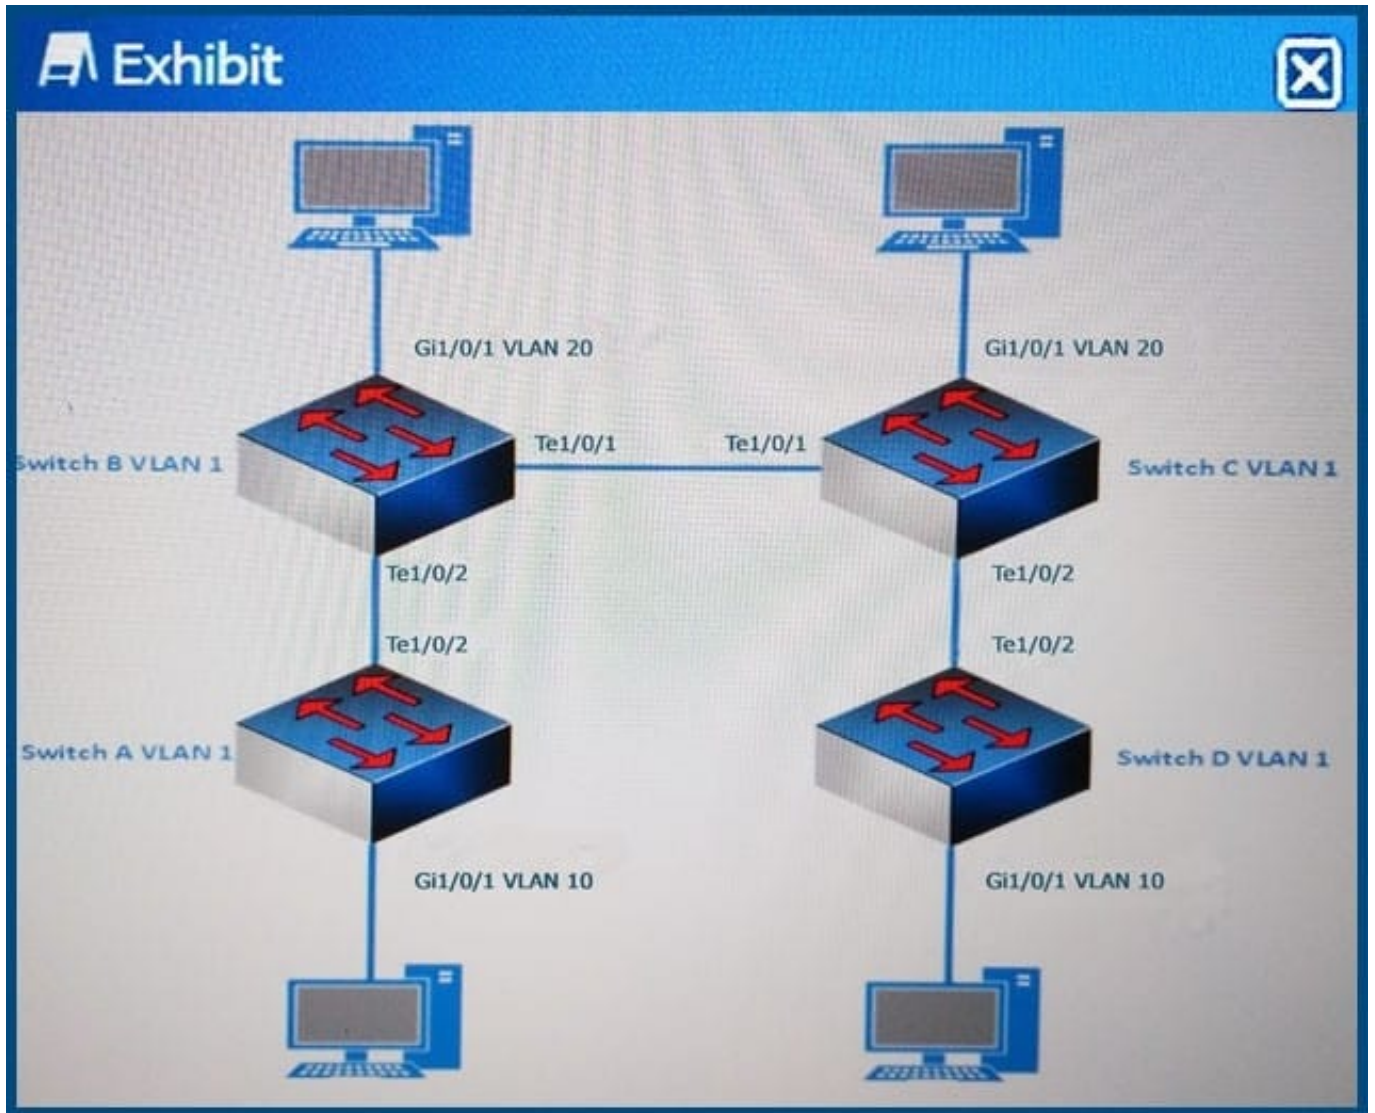 Exhibit
Gi1/0/1 VLAN 20
Gi1/0/1 VLAN 20
Te1/0/1
Te1/0/1
Switch B VLAN 1
Switch C VLAN 1
Te1/0/2
Te1/0/2
Te1/0/2
Te1/0/2
Switch A VLAN 1
Switch D VLAN 1
Gi1/0/1 VLAN 10
Gi1/0/1 VLAN 10